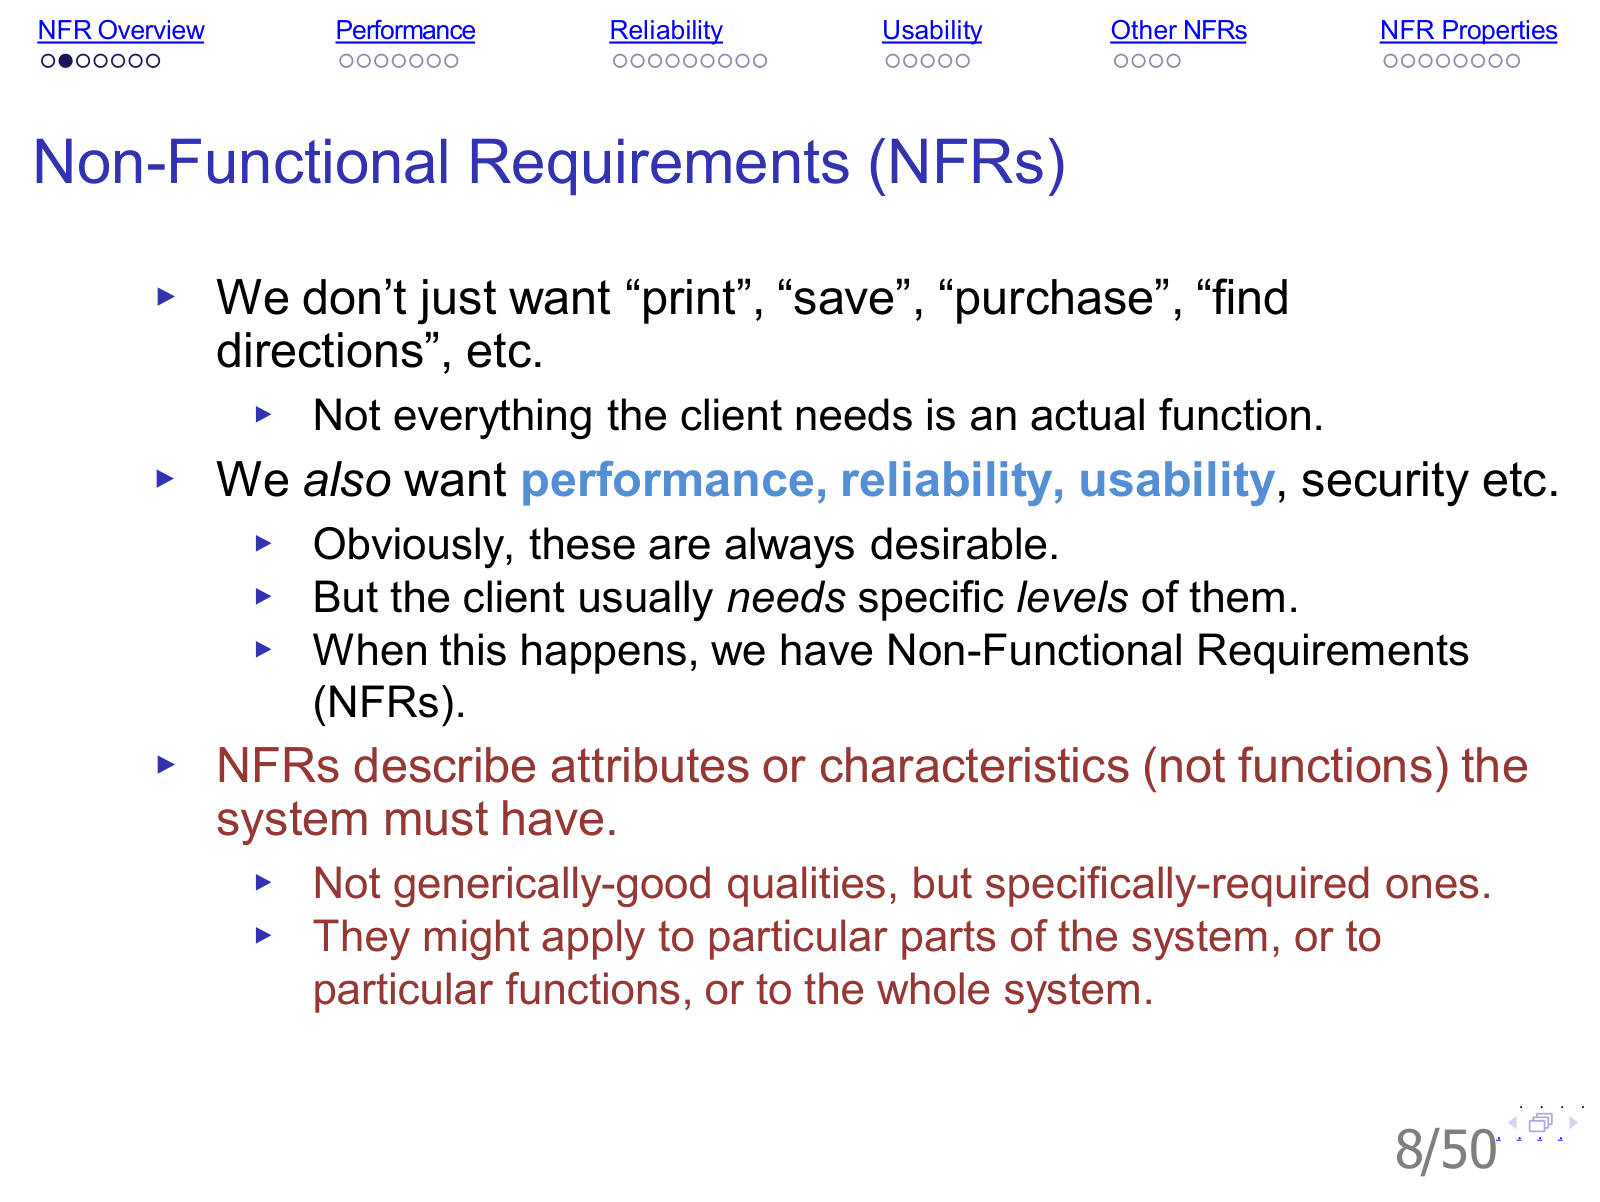 NFR Overview Performance Reliability Usability Other NFRs NFR Properties
Non-Functional Requirements (NFRs)
We don’t just want “print”, “save”, “purchase”, “find
directions”, etc.
Not everything the client needs is an actual function.
We also want performance, reliability, usability, security etc.
Obviously, these are always desirable.
But the client usually needs specific levels of them.
When this happens, we have Non-Functional Requirements
(NFRs).
NFRs describe attributes or characteristics (not functions) the
system must have.
Not generically-good qualities, but specifically-required ones.
They might apply to particular parts of the system, or to
particular functions, or to the whole system.
8/50